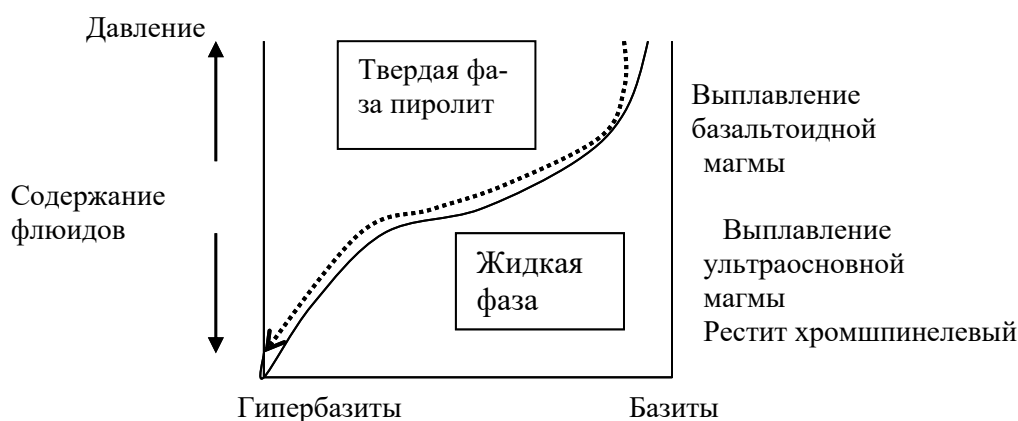 Давление
Твердая фа-
за пиролит
Выплавление
базальтоидной
магмы
Содержание
флюидов
Жидкая
фаза
Выплавление
ультраосновной
магмы
Рестит хромшпинелевый
Гипербазиты
Базиты